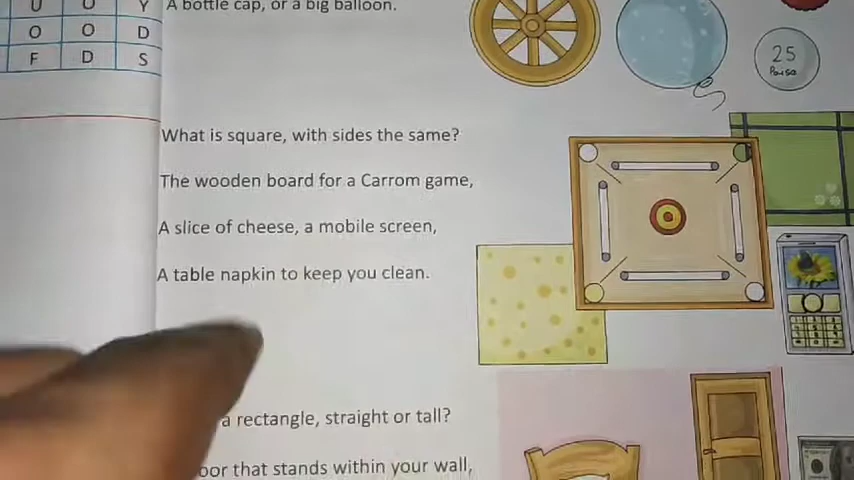 U U Y
O O D
F D S
A bottle cap, or a big balloon.
25
Paisa
What is square, with sides the same?
The wooden board for a Carrom game,
A slice of cheese, a mobile screen,
A table napkin to keep you clean.
a rectangle, straight or tall?
that stands within your wall,